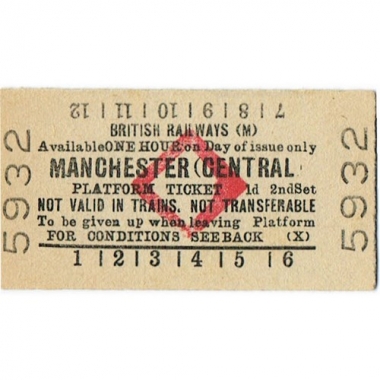 7 | 8 | 9 | 10 | 11 | 12
BRITISH RAILWAYS (M)
Available ONE HOUR on Day of issue only
MANCHESTER (CENTRAL
PLATFORM TICKET 1d 2ndSet
NOT VALID IN TRAINS. NOT TRANSFERABLE
To be given up when leaving Platform
FOR CONDITIONS SEE BACK (X)
1 | 2 | 3 | 4 | 5 | 6
5932
5932